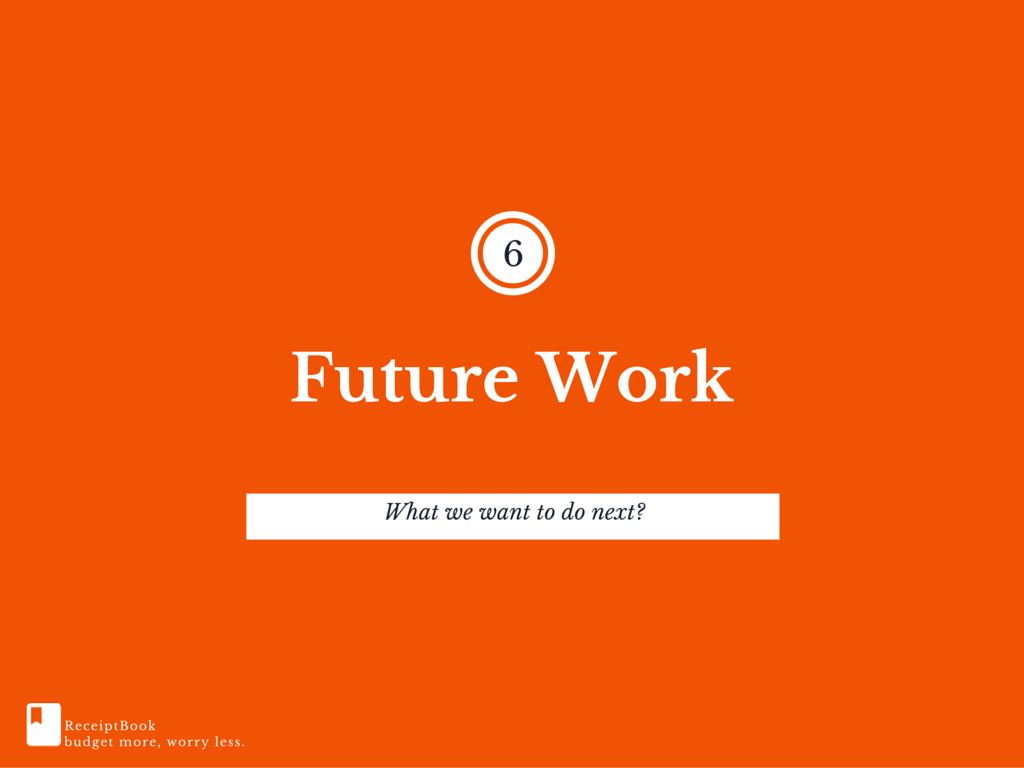 6
Future Work
What we want to do next?
ReceiptBook
budget more, worry less.